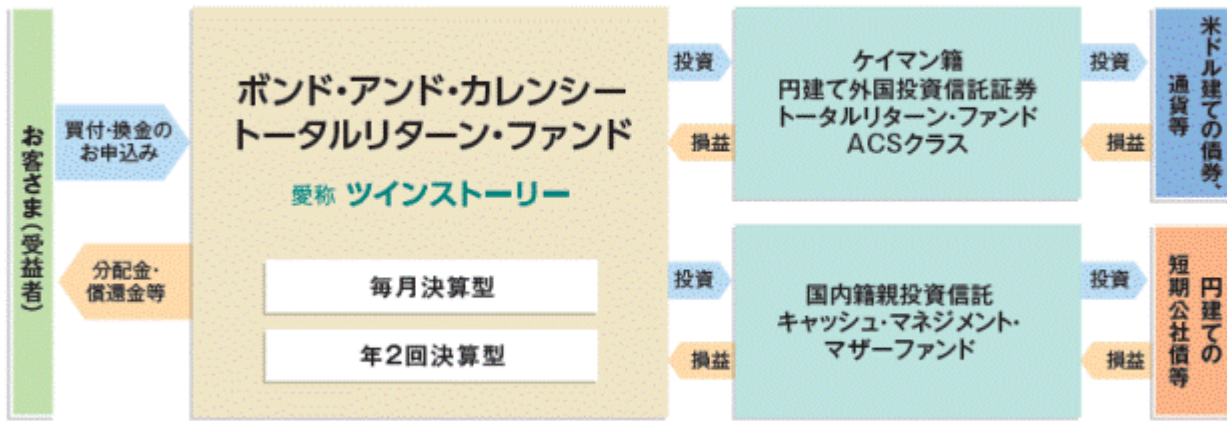 お客さま(受益者)
買付・換金の
お申込み
分配金・
償還金等
ボンド・アンド・カレンシー
トータルリターン・ファンド
愛称 ツインストーリー
毎月決算型
年2回決算型
投資
損益
ケイマン籍
円建て外国投資信託証券
トータルリターン・ファンド
ACSクラス
投資
損益
米ドル建ての債券、
通貨等
投資
損益
国内籍親投資信託
キャッシュ・マネジメント・
マザーファンド
投資
損益
円建ての
短期公社債等